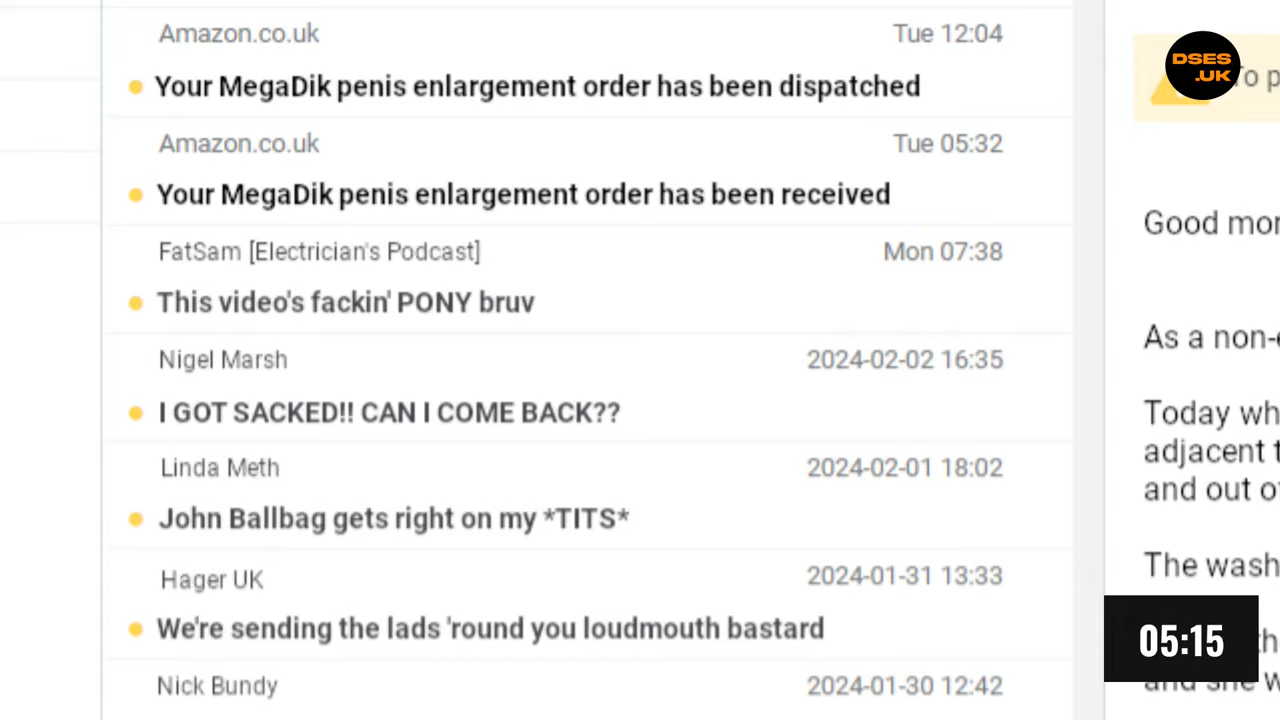 Amazon.co.uk
Tue 12:04
Your MegaDik penis enlargement order has been dispatched
Amazon.co.uk
Tue 05:32
Your MegaDik penis enlargement order has been received
FatSam [Electrician's Podcast]
Mon 07:38
This video's fackin' PONY bruv
Nigel Marsh
2024-02-02 16:35
I GOT SACKED!! CAN I COME BACK??
Linda Meth
2024-02-01 18:02
John Ballbag gets right on my *TITS*
Hager UK
2024-01-31 13:33
We're sending the lads 'round you loudmouth bastard
Nick Bundy
2024-01-30 12:42
DSES
.UK
To p
Good mor
As a non-e
Today wh
adjacent t
and out of
The wash
05:15
and she w